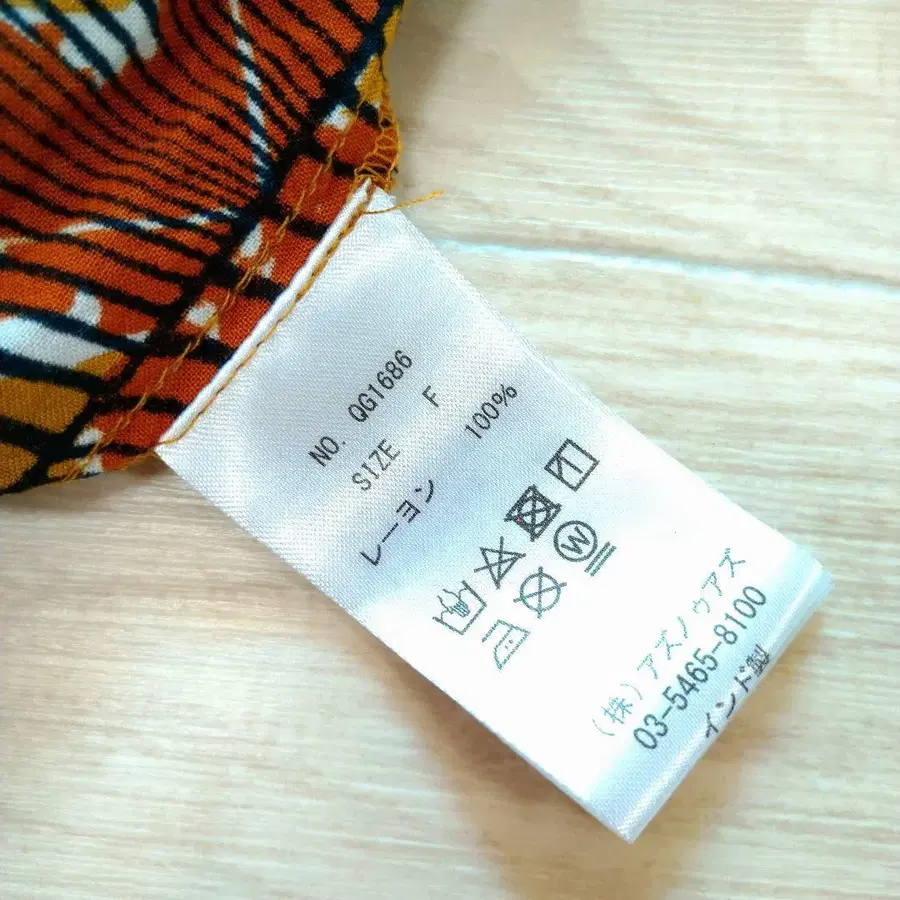 NO. QG1686
SIZE F
レーヨン 100%
W
(株)アズノゥアズ
03-5465-8100
インド製